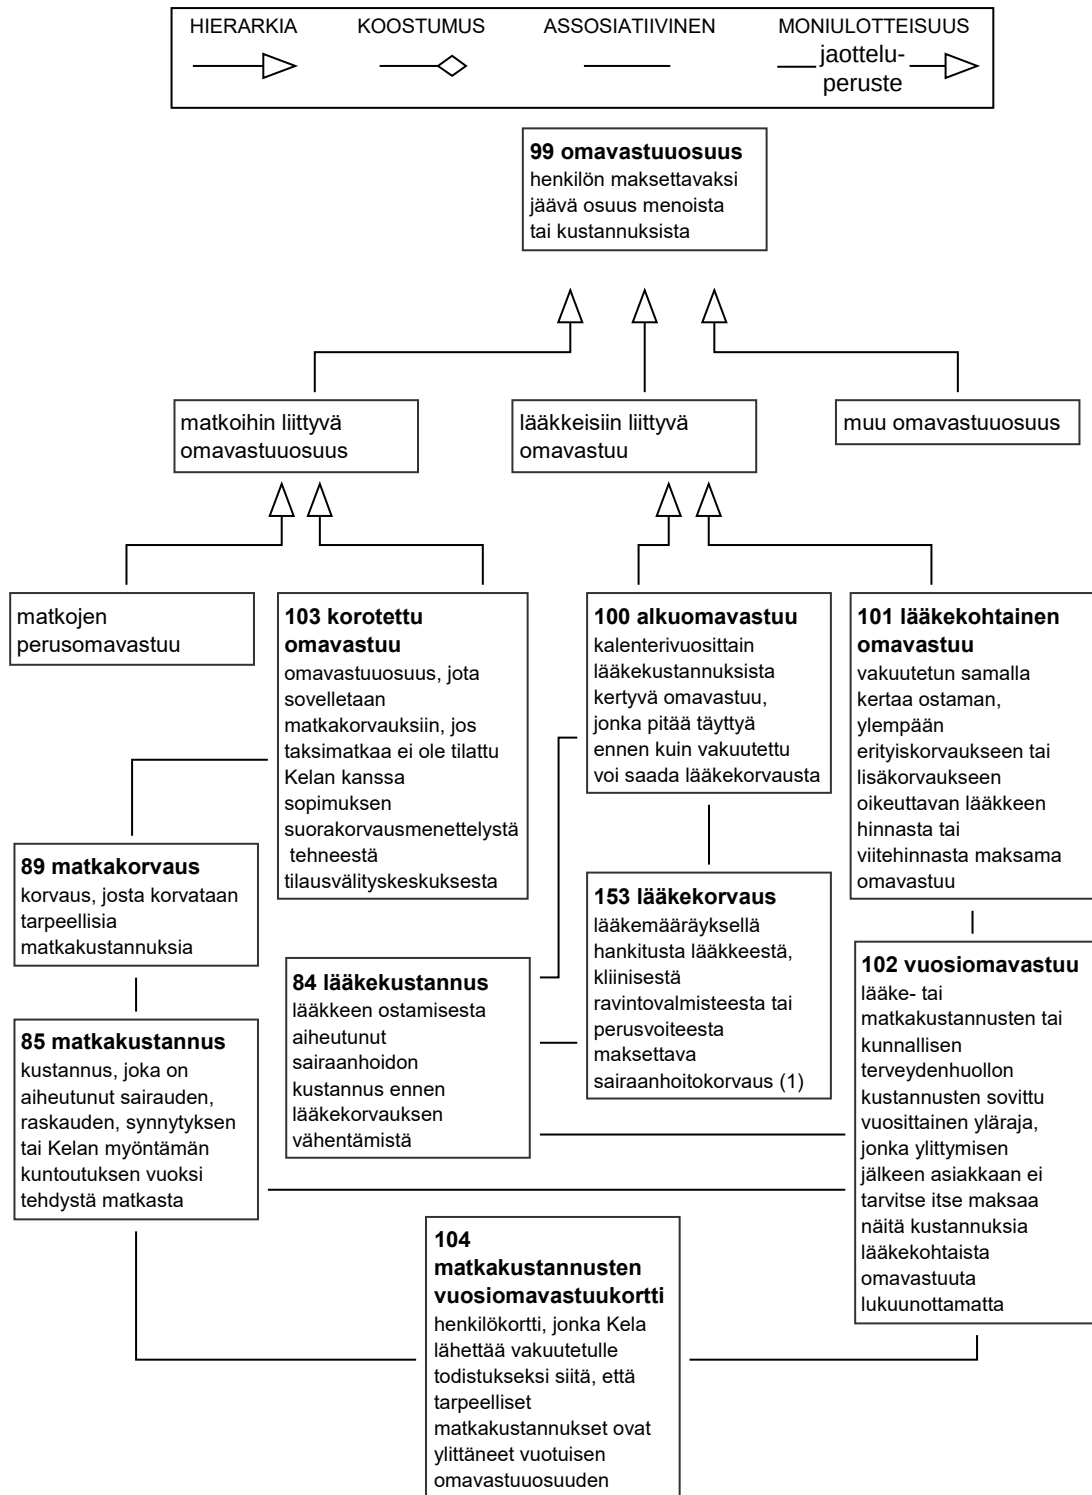 HIERARKIA
KOOSTUMUS
ASSOSIATIIVINEN
MONIULOTTEISUUS
jaottelu-
peruste
99 omavastuuosuus
henkilön maksettavaksi
jäävä osuus menoista
tai kustannuksista
matkoihin liittyvä
omavastuuosuus
lääkkeisiin liittyvä
omavastuu
muu omavastuuosuus
matkojen
perusomavastuu
103 korotettu
omavastuu
omavastuuosuus, jota
sovelletaan
matkakorvauksiin, jos
taksimatkaa ei ole tilattu
Kelan kanssa
sopimuksen
suorakorvausmenettelystä
tehneestä
tilausvälityskeskuksesta
100 alkuomavastuu
kalenterivuosittain
lääkekustannuksista
kertyvä omavastuu,
jonka pitää täyttyä
ennen kuin vakuutettu
voi saada lääkekorvausta
101 lääkekohtainen
omavastuu
vakuutetun samalla
kertaa ostaman,
ylempään
erityiskorvaukseen tai
lisäkorvaukseen
oikeuttavan lääkkeen
hinnasta tai
viitehinnasta maksama
omavastuu
89 matkakorvaus
korvaus, josta korvataan
tarpeellisia
matkakustannuksia
153 lääkekorvaus
lääkemääräyksellä
hankitusta lääkkeestä,
kliinisestä
ravintovalmisteesta tai
perusvoiteesta
maksettava
sairaanhoitokorvaus (1)
84 lääkekustannus
lääkkeen ostamisesta
aiheutunut
sairaanhoidon
kustannus ennen
lääkekorvauksen
vähentämistä
102 vuosiomavastuu
lääke- tai
matkakustannusten tai
kunnallisen
terveydenhuollon
kustannusten sovittu
vuosittainen yläraja,
jonka ylittymisen
jälkeen asiakkaan ei
tarvitse itse maksaa
näitä kustannuksia
lääkekohtaista
omavastuuta
lukuunottamatta
85 matkakustannus
kustannus, joka on
aiheutunut sairauden,
raskauden, synnytyksen
tai Kelan myöntämän
kuntoutuksen vuoksi
tehdystä matkasta
104
matkakustannusten
vuosiomavastuukortti
henkilökortti, jonka Kela
lähettää vakuutetulle
todistukseksi siitä, että
tarpeelliset
matkakustannukset ovat
ylittäneet vuotuisen
omavastuuosuuden